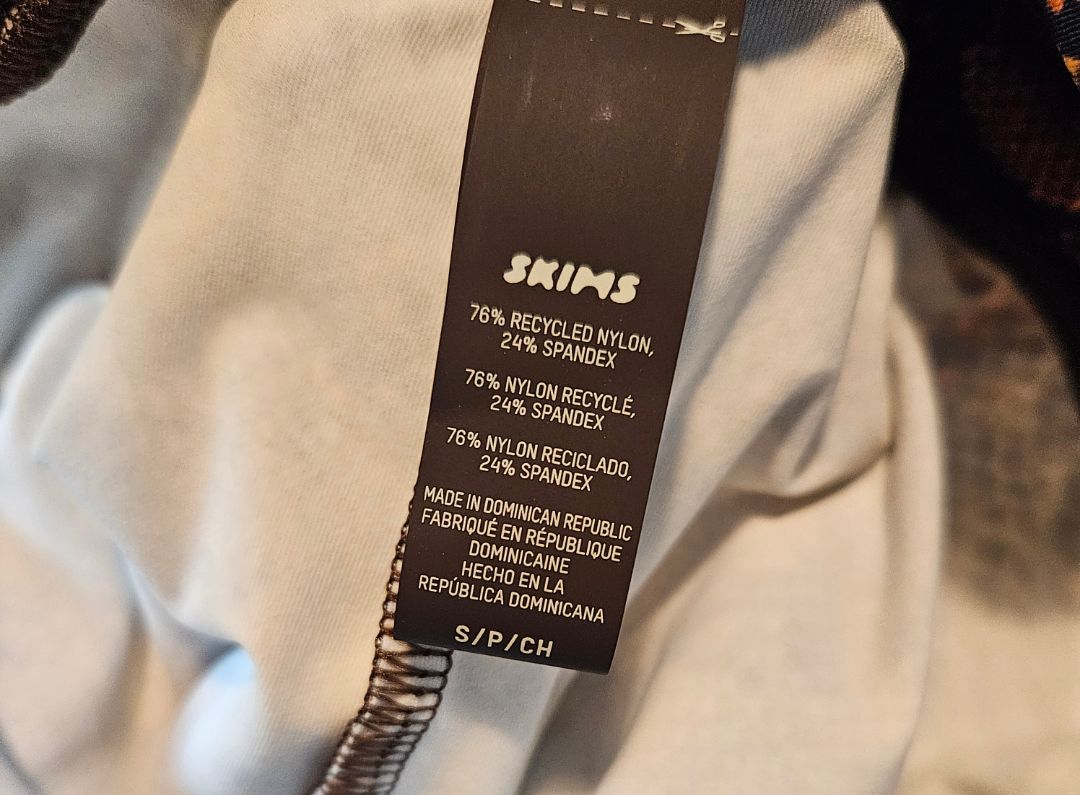 SKIMS
76% RECYCLED NYLON,
24% SPANDEX
76% NYLON RECYCLÉ,
24% SPANDEX
76% NYLON RECICLADO,
24% SPANDEX
MADE IN DOMINICAN REPUBLIC
FABRIQUÉ EN RÉPUBLIQUE
DOMINICAINE
HECHO EN LA
REPÚBLICA DOMINICANA
S/P/CH